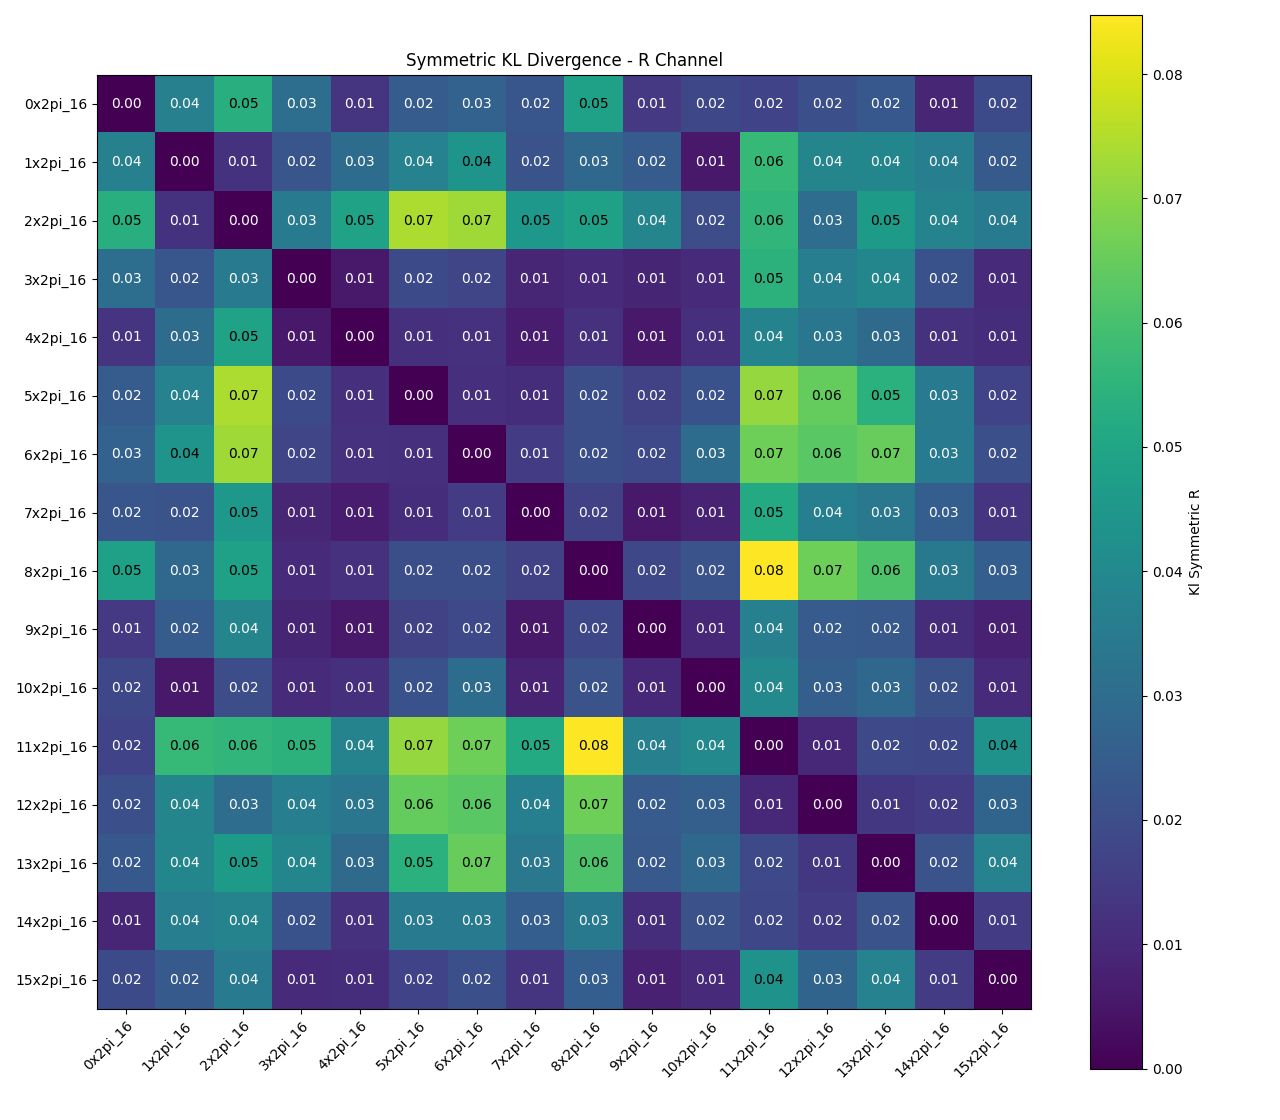 Symmetric KL Divergence - R Channel
0x2pi_16 0.00 0.04 0.05 0.03 0.01 0.02 0.03 0.02 0.05 0.01 0.02 0.02 0.02 0.02 0.01 0.02
1x2pi_16 0.04 0.00 0.01 0.02 0.03 0.04 0.04 0.02 0.03 0.02 0.01 0.06 0.04 0.04 0.04 0.02
2x2pi_16 0.05 0.01 0.00 0.03 0.05 0.07 0.07 0.05 0.05 0.04 0.02 0.06 0.03 0.05 0.04 0.04
3x2pi_16 0.03 0.02 0.03 0.00 0.01 0.02 0.02 0.01 0.01 0.01 0.01 0.05 0.04 0.04 0.02 0.01
4x2pi_16 0.01 0.03 0.05 0.01 0.00 0.01 0.01 0.01 0.01 0.01 0.01 0.04 0.03 0.03 0.01 0.01
5x2pi_16 0.02 0.04 0.07 0.02 0.01 0.00 0.01 0.01 0.02 0.02 0.02 0.07 0.06 0.05 0.03 0.02
6x2pi_16 0.03 0.04 0.07 0.02 0.01 0.01 0.00 0.01 0.02 0.02 0.03 0.07 0.06 0.07 0.03 0.02
7x2pi_16 0.02 0.02 0.05 0.01 0.01 0.01 0.01 0.00 0.02 0.01 0.01 0.05 0.04 0.03 0.03 0.01
8x2pi_16 0.05 0.03 0.05 0.01 0.01 0.02 0.02 0.02 0.00 0.02 0.02 0.08 0.07 0.06 0.03 0.03
9x2pi_16 0.01 0.02 0.04 0.01 0.01 0.02 0.02 0.01 0.02 0.00 0.01 0.04 0.02 0.02 0.01 0.01
10x2pi_16 0.02 0.01 0.02 0.01 0.01 0.02 0.03 0.01 0.02 0.01 0.00 0.04 0.03 0.03 0.02 0.01
11x2pi_16 0.02 0.06 0.06 0.05 0.04 0.07 0.07 0.05 0.08 0.04 0.04 0.00 0.01 0.02 0.02 0.04
12x2pi_16 0.02 0.04 0.03 0.04 0.03 0.06 0.06 0.04 0.07 0.02 0.03 0.01 0.00 0.01 0.02 0.03
13x2pi_16 0.02 0.04 0.05 0.04 0.03 0.05 0.07 0.03 0.06 0.02 0.03 0.02 0.01 0.00 0.02 0.04
14x2pi_16 0.01 0.04 0.04 0.02 0.01 0.03 0.03 0.03 0.03 0.01 0.02 0.02 0.02 0.02 0.00 0.01
15x2pi_16 0.02 0.02 0.04 0.01 0.01 0.02 0.02 0.01 0.03 0.01 0.01 0.04 0.03 0.04 0.01 0.00
0x2pi_16 1x2pi_16 2x2pi_16 3x2pi_16 4x2pi_16 5x2pi_16 6x2pi_16 7x2pi_16 8x2pi_16 9x2pi_16 10x2pi_16 11x2pi_16 12x2pi_16 13x2pi_16 14x2pi_16 15x2pi_16
0.08
0.07
0.06
0.05
0.04
0.03
0.02
0.01
0.00
Kl Symmetric R